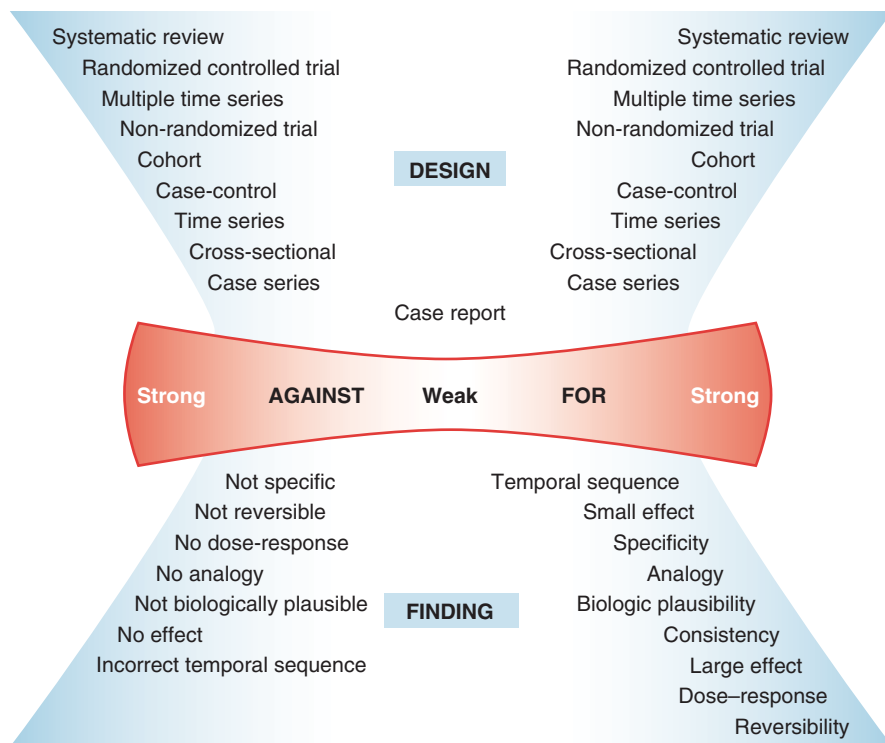 Systematic review
Randomized controlled trial
Multiple time series
Non-randomized trial
Cohort
Case-control
Time series
Cross-sectional
Case series
DESIGN
Systematic review
Randomized controlled trial
Multiple time series
Non-randomized trial
Cohort
Case-control
Time series
Cross-sectional
Case series
Case report
Strong AGAINST Weak FOR Strong
Not specific
Not reversible
No dose-response
No analogy
Not biologically plausible
No effect
Incorrect temporal sequence
FINDING
Temporal sequence
Small effect
Specificity
Analogy
Biologic plausibility
Consistency
Large effect
Dose–response
Reversibility